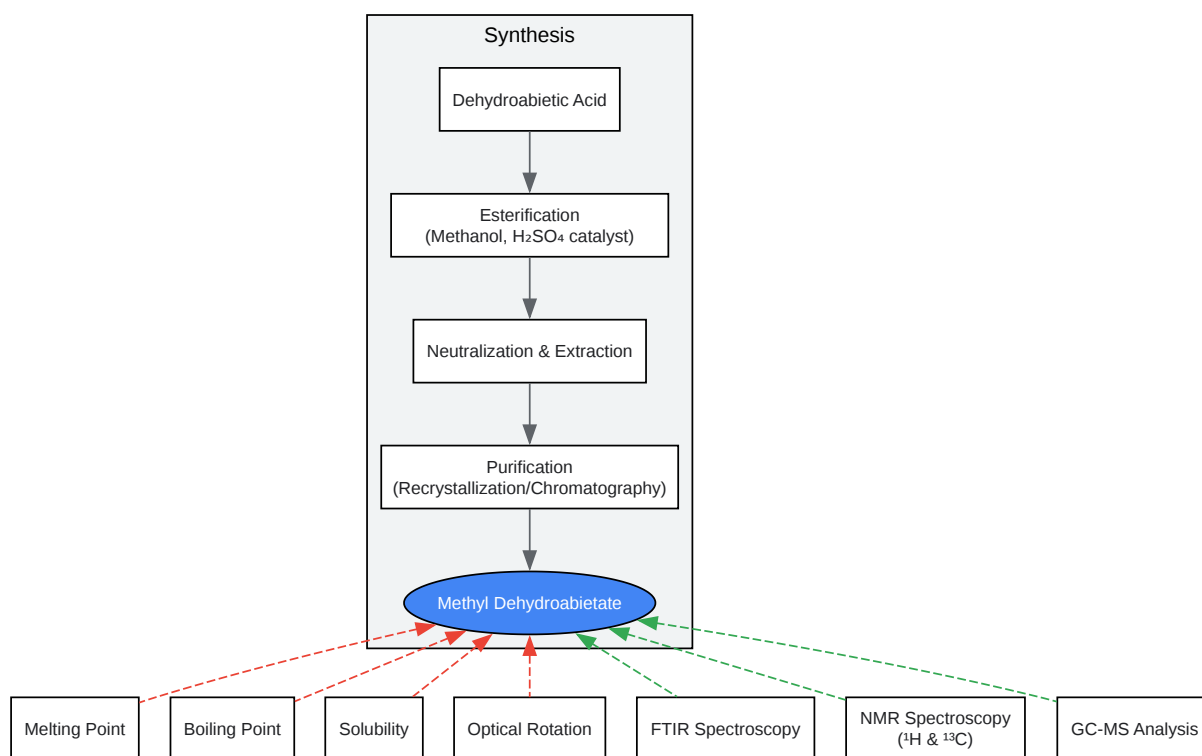 Synthesis
Dehydroabietic Acid
Esterification
(Methanol, H₂SO₄ catalyst)
Neutralization & Extraction
Purification
(Recrystallization/Chromatography)
Methyl Dehydroabietate
Melting Point
Boiling Point
Solubility
Optical Rotation
FTIR Spectroscopy
NMR Spectroscopy
(¹H & ¹³C)
GC-MS Analysis